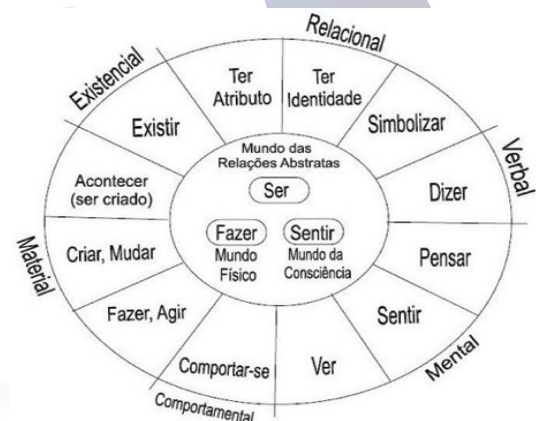 Relacional
Existencial
Ter
Atributo
Ter
Identidade
Existir
Simbolizar
Verbal
Mundo das
Relações Abstratas
Ser
Acontecer
(ser criado)
Dizer
Fazer
Sentir
Mundo
Físico
Mundo da
Consciência
Material
Criar, Mudar
Pensar
Fazer, Agir
Sentir
Mental
Comportar-se
Ver
Comportamental